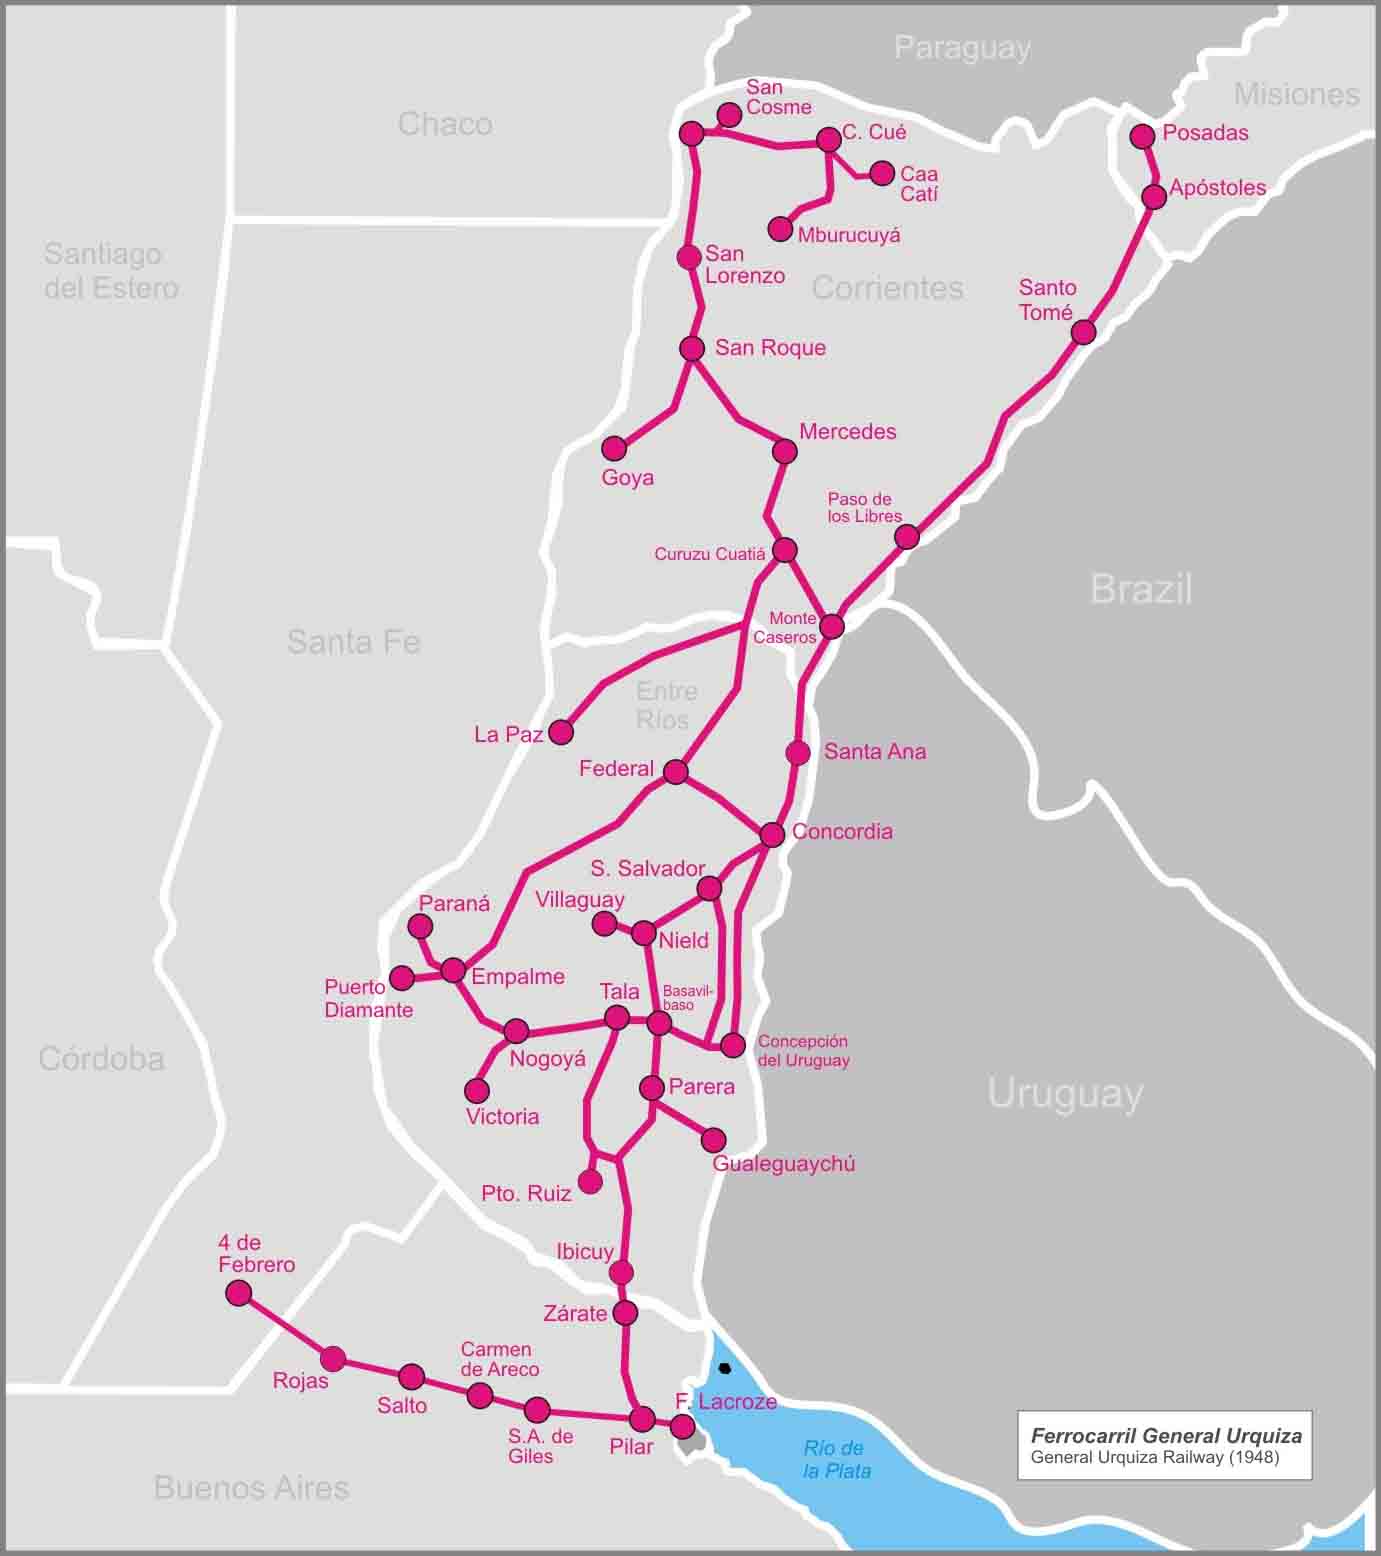 Paraguay
San
Cosme
Misiones
Chaco
C. Cué
Posadas
Caa
Catí
Apóstoles
Mburucuyá
Santiago
del Estero
San
Lorenzo
Corrientes
Santo
Tomé
San Roque
Mercedes
Goya
Paso de
los Libres
Curuzu Cuatiá
Brazil
Monte
Caseros
Santa Fe
Entre
Ríos
La Paz
Santa Ana
Federal
Concordia
S. Salvador
Villaguay
Paraná
Nield
Empalme
Puerto
Diamante
Tala
Basavil-
baso
Concepción
del Uruguay
Nogoyá
Córdoba
Parera
Uruguay
Victoria
Gualeguaychú
Pto. Ruiz
4 de
Febrero
Ibicuy
Zárate
Carmen
de Areco
Rojas
Salto
F. Lacroze
S.A. de
Giles
Pilar
Río de
la Plata
Buenos Aires
Ferrocarril General Urquiza
General Urquiza Railway (1948)